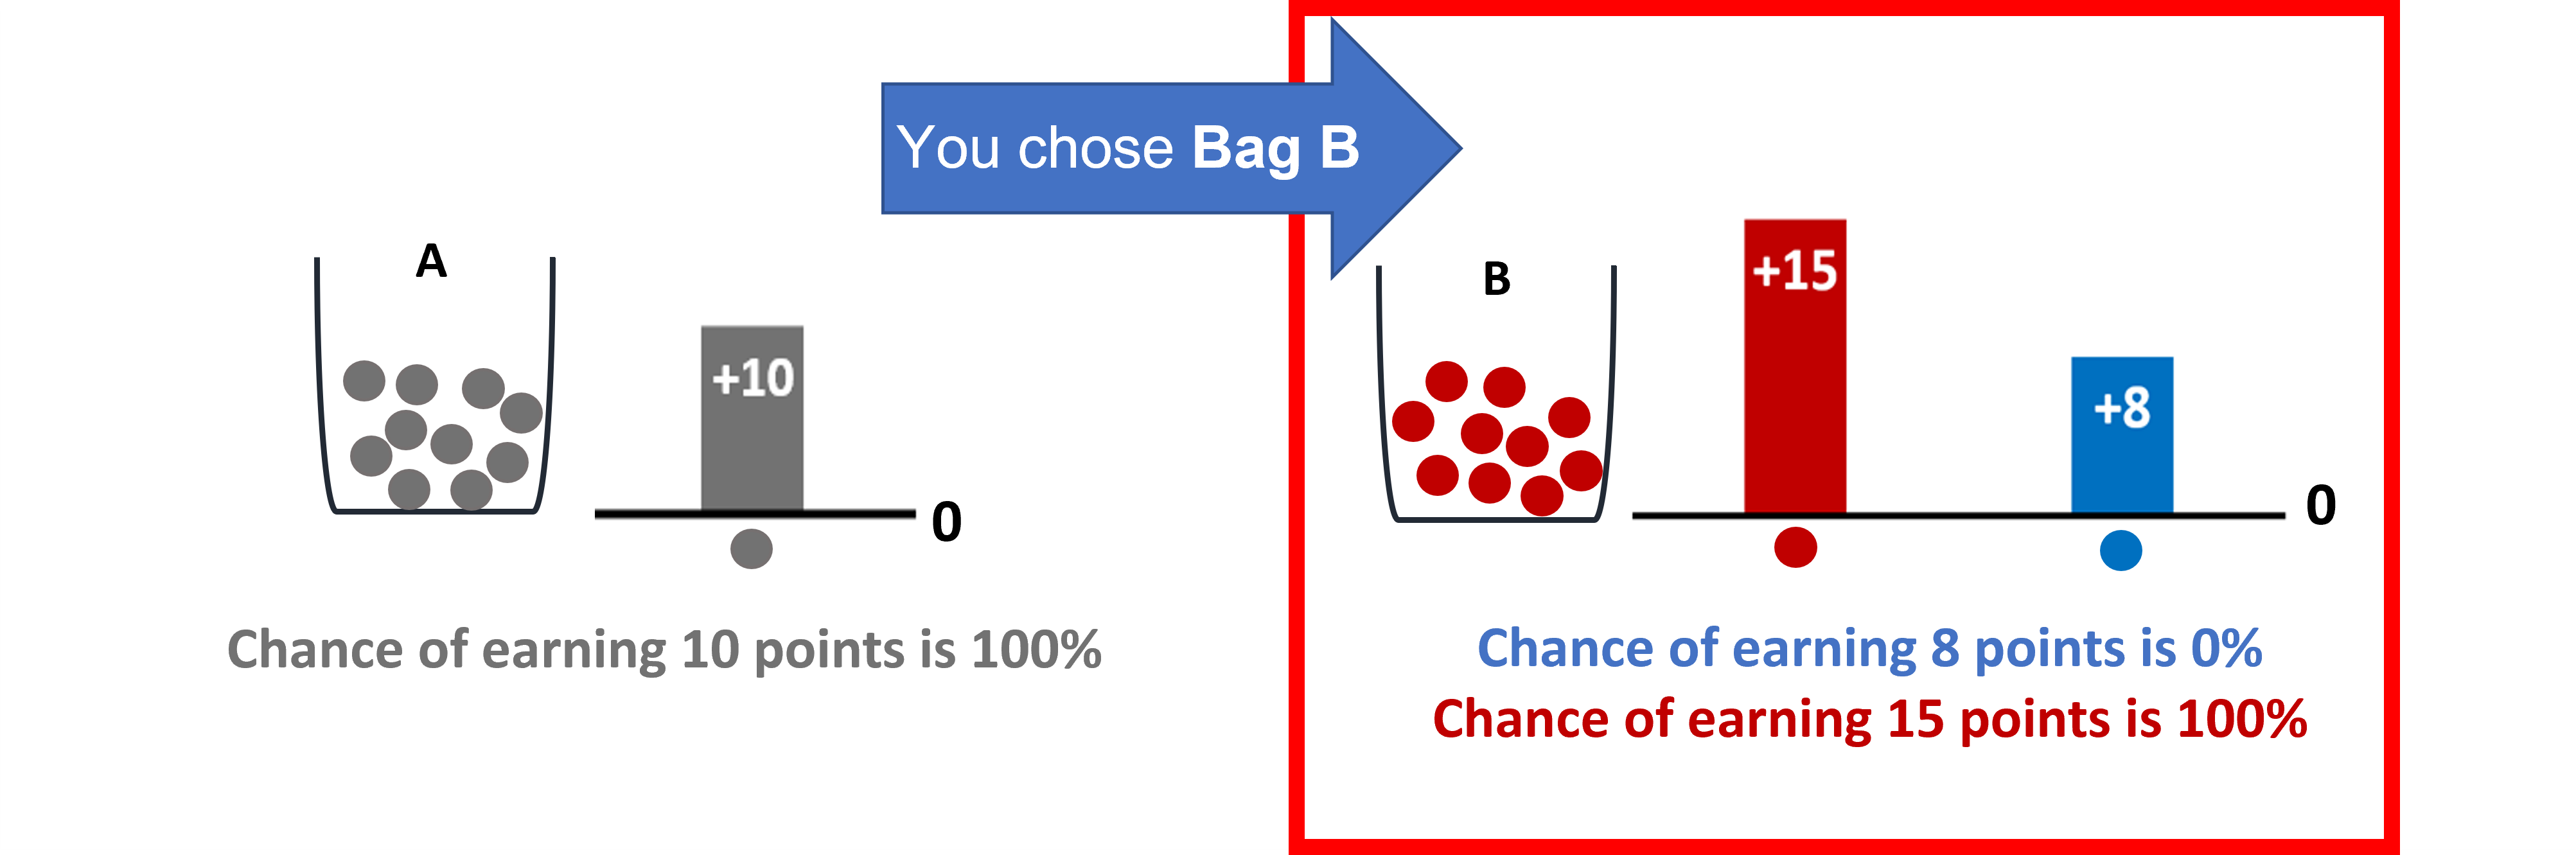 You chose Bag B
A
+10
0
Chance of earning 10 points is 100%
B
+15
+8
0
Chance of earning 8 points is 0%
Chance of earning 15 points is 100%